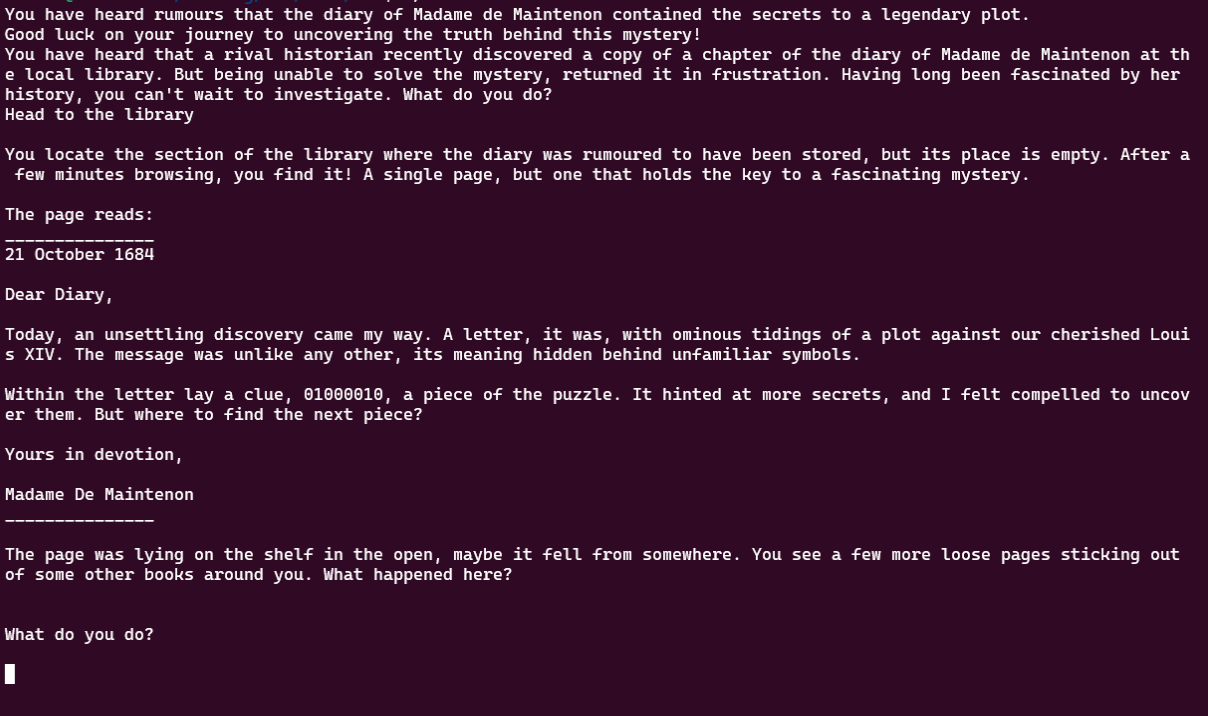 You have heard rumours that the diary of Madame de Maintenon contained the secrets to a legendary plot.
Good luck on your journey to uncovering the truth behind this mystery!
You have heard that a rival historian recently discovered a copy of a chapter of the diary of Madame de Maintenon at th
e local library. But being unable to solve the mystery, returned it in frustration. Having long been fascinated by her
history, you can't wait to investigate. What do you do?
Head to the library
You locate the section of the library where the diary was rumoured to have been stored, but its place is empty. After a
few minutes browsing, you find it! A single page, but one that holds the key to a fascinating mystery.
The page reads:
_______________
21 October 1684
Dear Diary,
Today, an unsettling discovery came my way. A letter, it was, with ominous tidings of a plot against our cherished Loui
s XIV. The message was unlike any other, its meaning hidden behind unfamiliar symbols.
Within the letter lay a clue, 01000010, a piece of the puzzle. It hinted at more secrets, and I felt compelled to uncov
er them. But where to find the next piece?
Yours in devotion,
Madame De Maintenon
_______________
The page was lying on the shelf in the open, maybe it fell from somewhere. You see a few more loose pages sticking out
of some other books around you. What happened here?
What do you do?